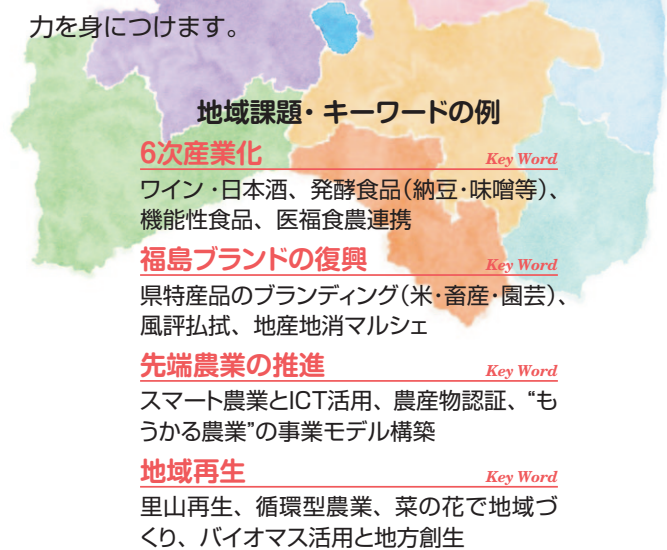 力を身につけます。
地域課題・キーワードの例
6次産業化 Key Word
ワイン・日本酒、発酵食品(納豆・味噌等)、
機能性食品、医福食農連携
福島ブランドの復興 Key Word
県特産品のブランディング(米・畜産・園芸)、
風評払拭、地産地消マルシェ
先端農業の推進 Key Word
スマート農業とICT活用、農産物認証、“も
うかる農業”の事業モデル構築
地域再生 Key Word
里山再生、循環型農業、菜の花で地域づ
くり、バイオマス活用と地方創生